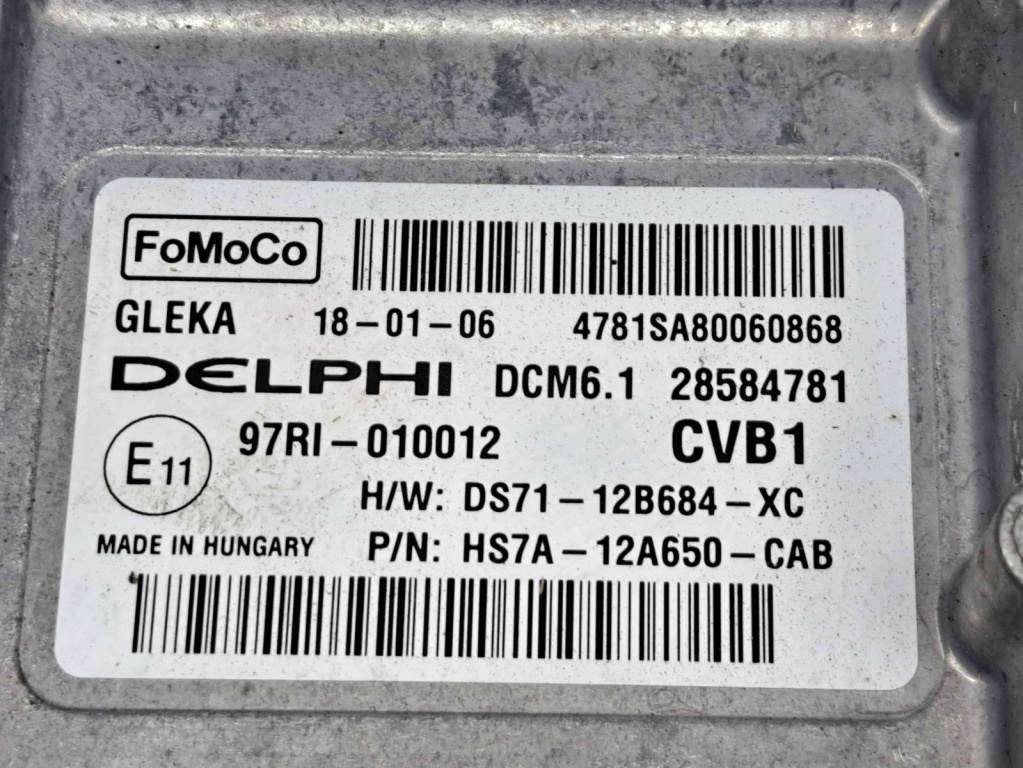 FoMoCo
GLEKA 18-01-06 4781SA80060868
DELPHI DCM6.1 28584781
E11 97RI-010012 CVB1
H/W: DS71-12B684-XC
MADE IN HUNGARY P/N: HS7A-12A650-CAB